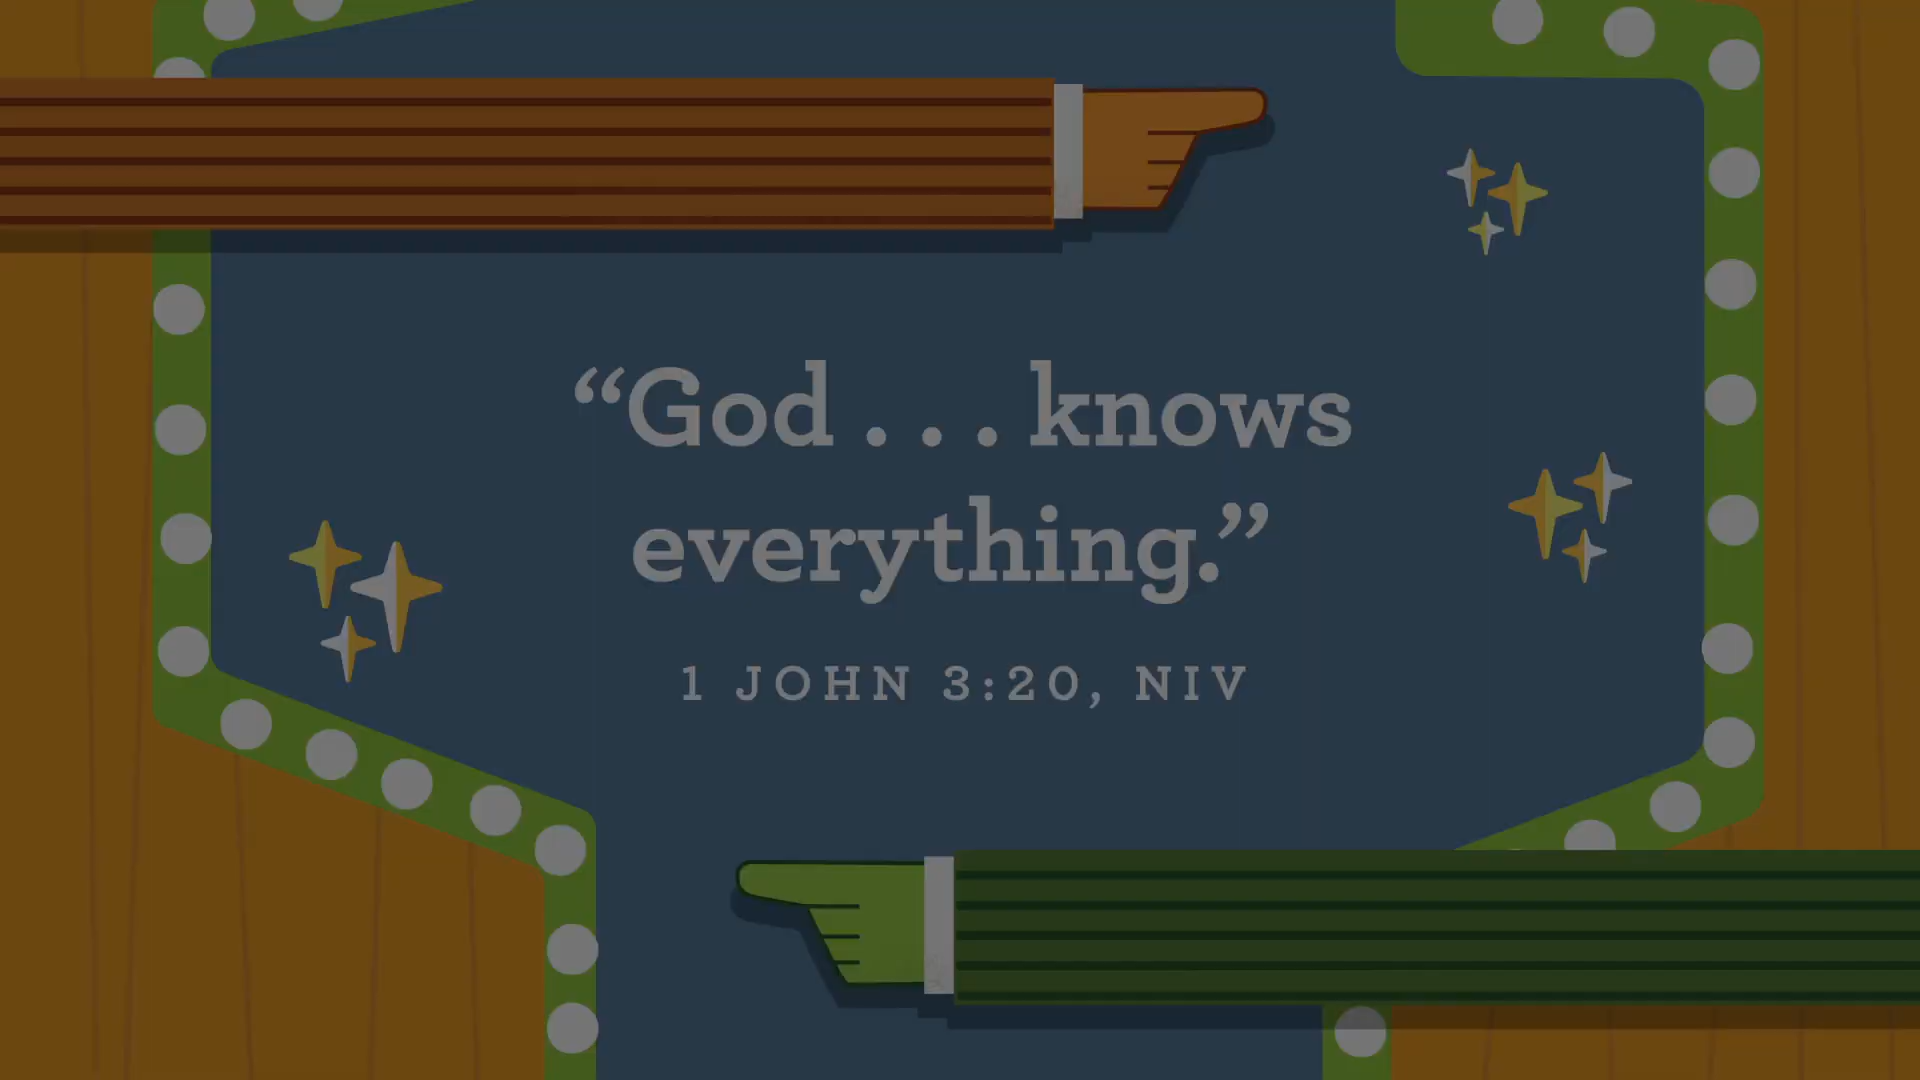 “God . . . knows
everything.”
1 JOHN 3:20, NIV